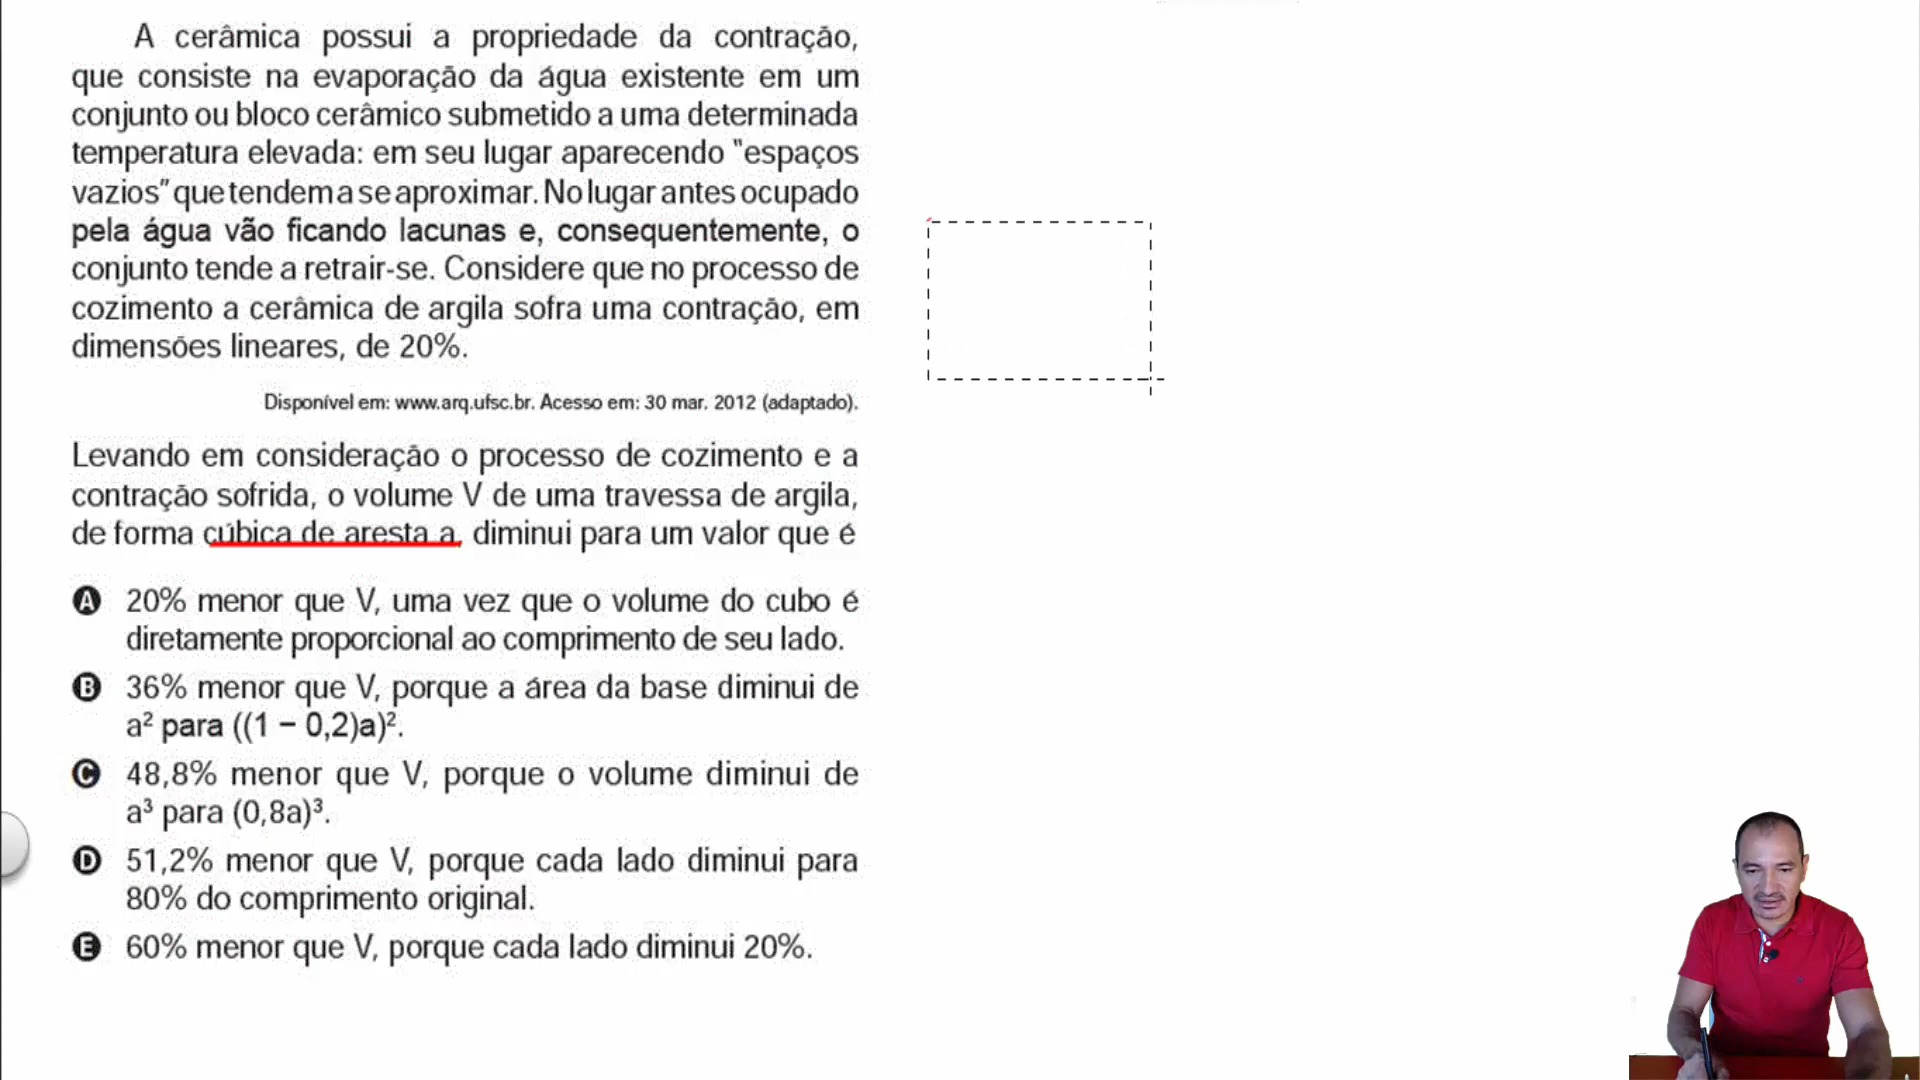 A cerâmica possui a propriedade da contração,
que consiste na evaporação da água existente em um
conjunto ou bloco cerâmico submetido a uma determinada
temperatura elevada: em seu lugar aparecendo "espaços
vazios" que tendem a se aproximar. No lugar antes ocupado
pela água vão ficando lacunas e, consequentemente, o
conjunto tende a retrair-se. Considere que no processo de
cozimento a cerâmica de argila sofra uma contração, em
dimensões lineares, de 20%.
Disponível em: www.arq.ufsc.br. Acesso em: 30 mar. 2012 (adaptado).
Levando em consideração o processo de cozimento e a
contração sofrida, o volume V de uma travessa de argila,
de forma cúbica de aresta a, diminui para um valor que é
A 20% menor que V, uma vez que o volume do cubo é
diretamente proporcional ao comprimento de seu lado.
B 36% menor que V, porque a área da base diminui de
a² para ((1 − 0,2)a)².
C 48,8% menor que V, porque o volume diminui de
a³ para (0,8a)³.
D 51,2% menor que V, porque cada lado diminui para
80% do comprimento original.
E 60% menor que V, porque cada lado diminui 20%.